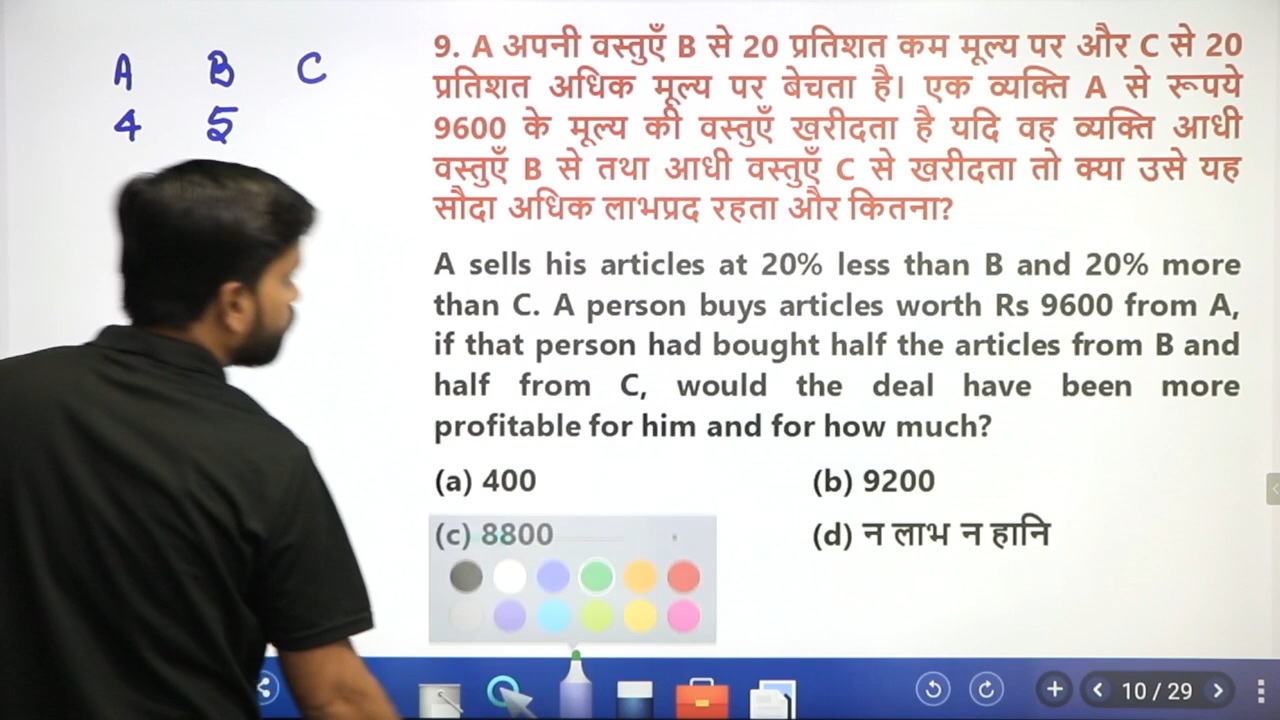 A B C
4 5
9. A अपनी वस्तुएँ B से 20 प्रतिशत कम मूल्य पर और C से 20
प्रतिशत अधिक मूल्य पर बेचता है। एक व्यक्ति A से रूपये
9600 के मूल्य की वस्तुएँ खरीदता है यदि वह व्यक्ति आधी
वस्तुएँ B से तथा आधी वस्तुएँ C से खरीदता तो क्या उसे यह
सौदा अधिक लाभप्रद रहता और कितना?
A sells his articles at 20% less than B and 20% more
than C. A person buys articles worth Rs 9600 from A,
if that person had bought half the articles from B and
half from C, would the deal have been more
profitable for him and for how much?
(a) 400 (b) 9200
(c) 8800 (d) न लाभ न हानि
10 / 29